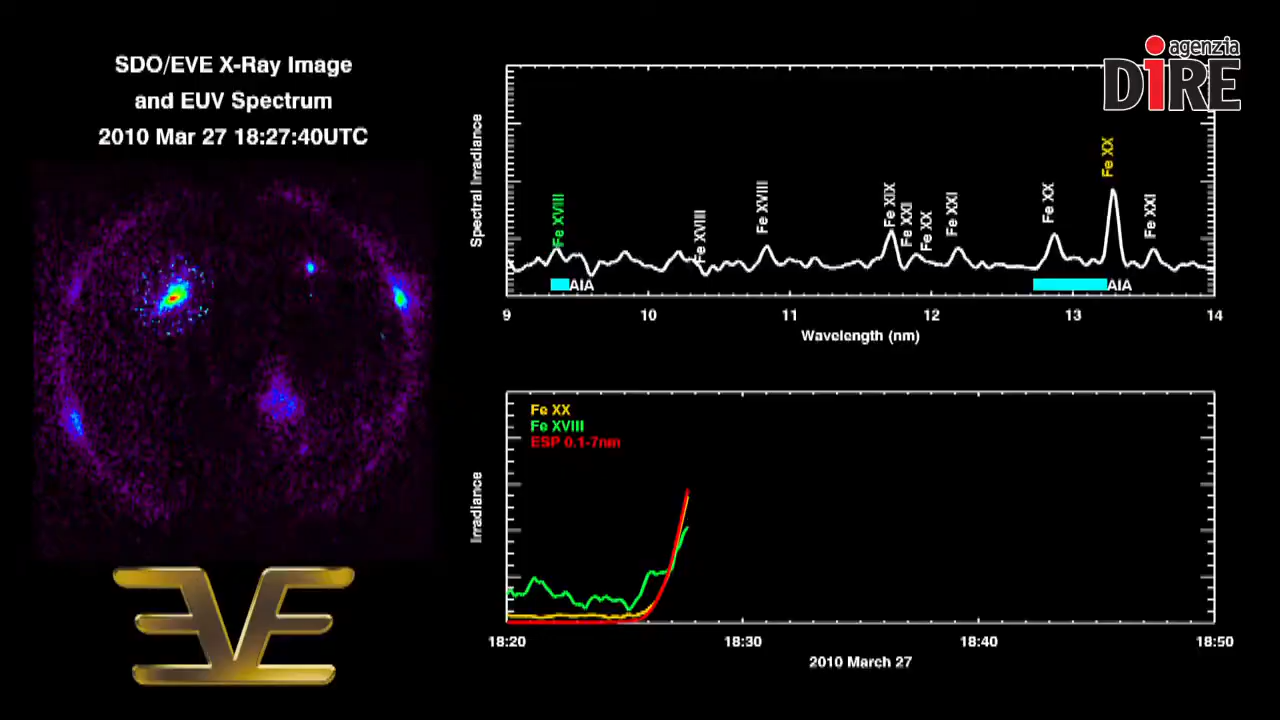 SDO/EVE X-Ray Image
and EUV Spectrum
2010 Mar 27 18:27:40UTC
EVE
agenzia
DiRE
Spectral Irradiance
Fe XVIII
Fe XVIII
Fe XVIII
Fe XIX
Fe XXI
Fe XX
Fe XXI
Fe XX
Fe XX
Fe XXI
AIA
AIA
9 10 11 12 13 14
Wavelength (nm)
Irradiance
Fe XX
Fe XVIII
ESP 0.1-7nm
18:20 18:30 18:40 18:50
2010 March 27